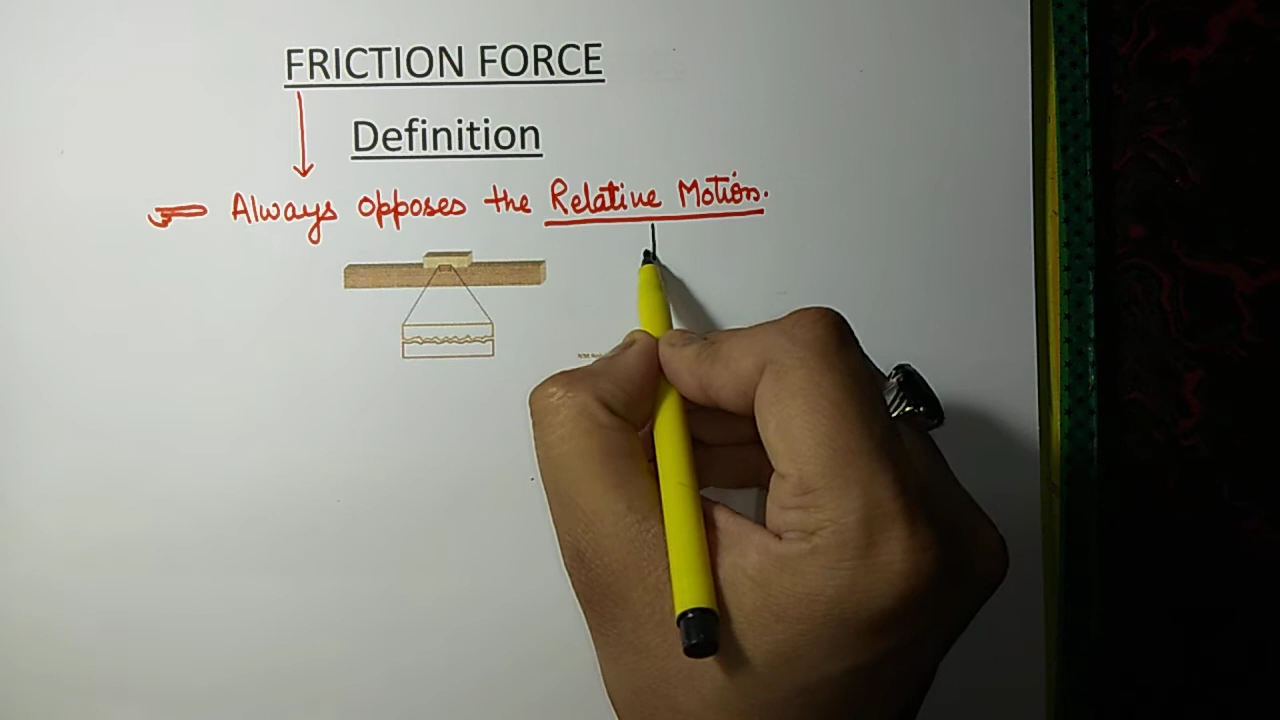 FRICTION FORCE
Definition
Always opposes the Relative Motion.